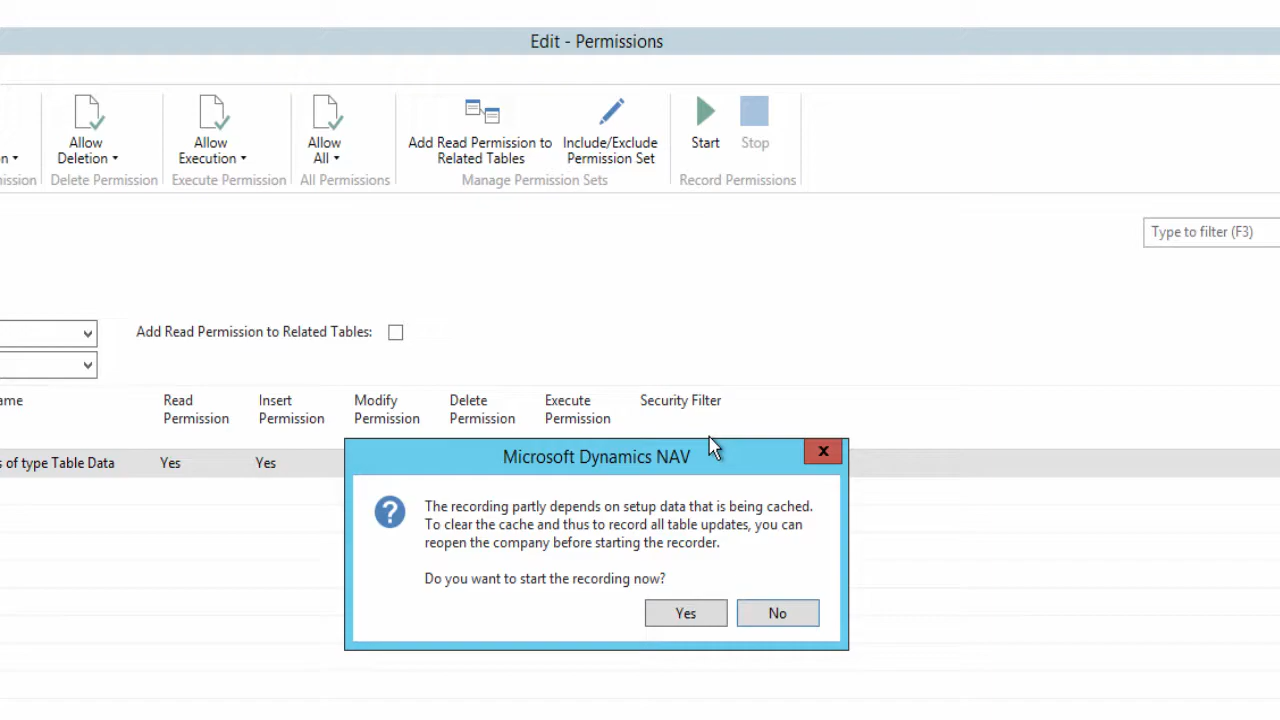 Edit - Permissions
Allow
Deletion
Allow
Execution
Allow
All
Add Read Permission to
Related Tables
Include/Exclude
Permission Set
Start
Stop
n
ission
Delete Permission
Execute Permission
All Permissions
Manage Permission Sets
Record Permissions
Type to filter (F3)
Add Read Permission to Related Tables:
ame
Read
Permission
Insert
Permission
Modify
Permission
Delete
Permission
Execute
Permission
Security Filter
s of type Table Data
Yes
Yes
Microsoft Dynamics NAV
x
?
The recording partly depends on setup data that is being cached.
To clear the cache and thus to record all table updates, you can
reopen the company before starting the recorder.
Do you want to start the recording now?
Yes
No